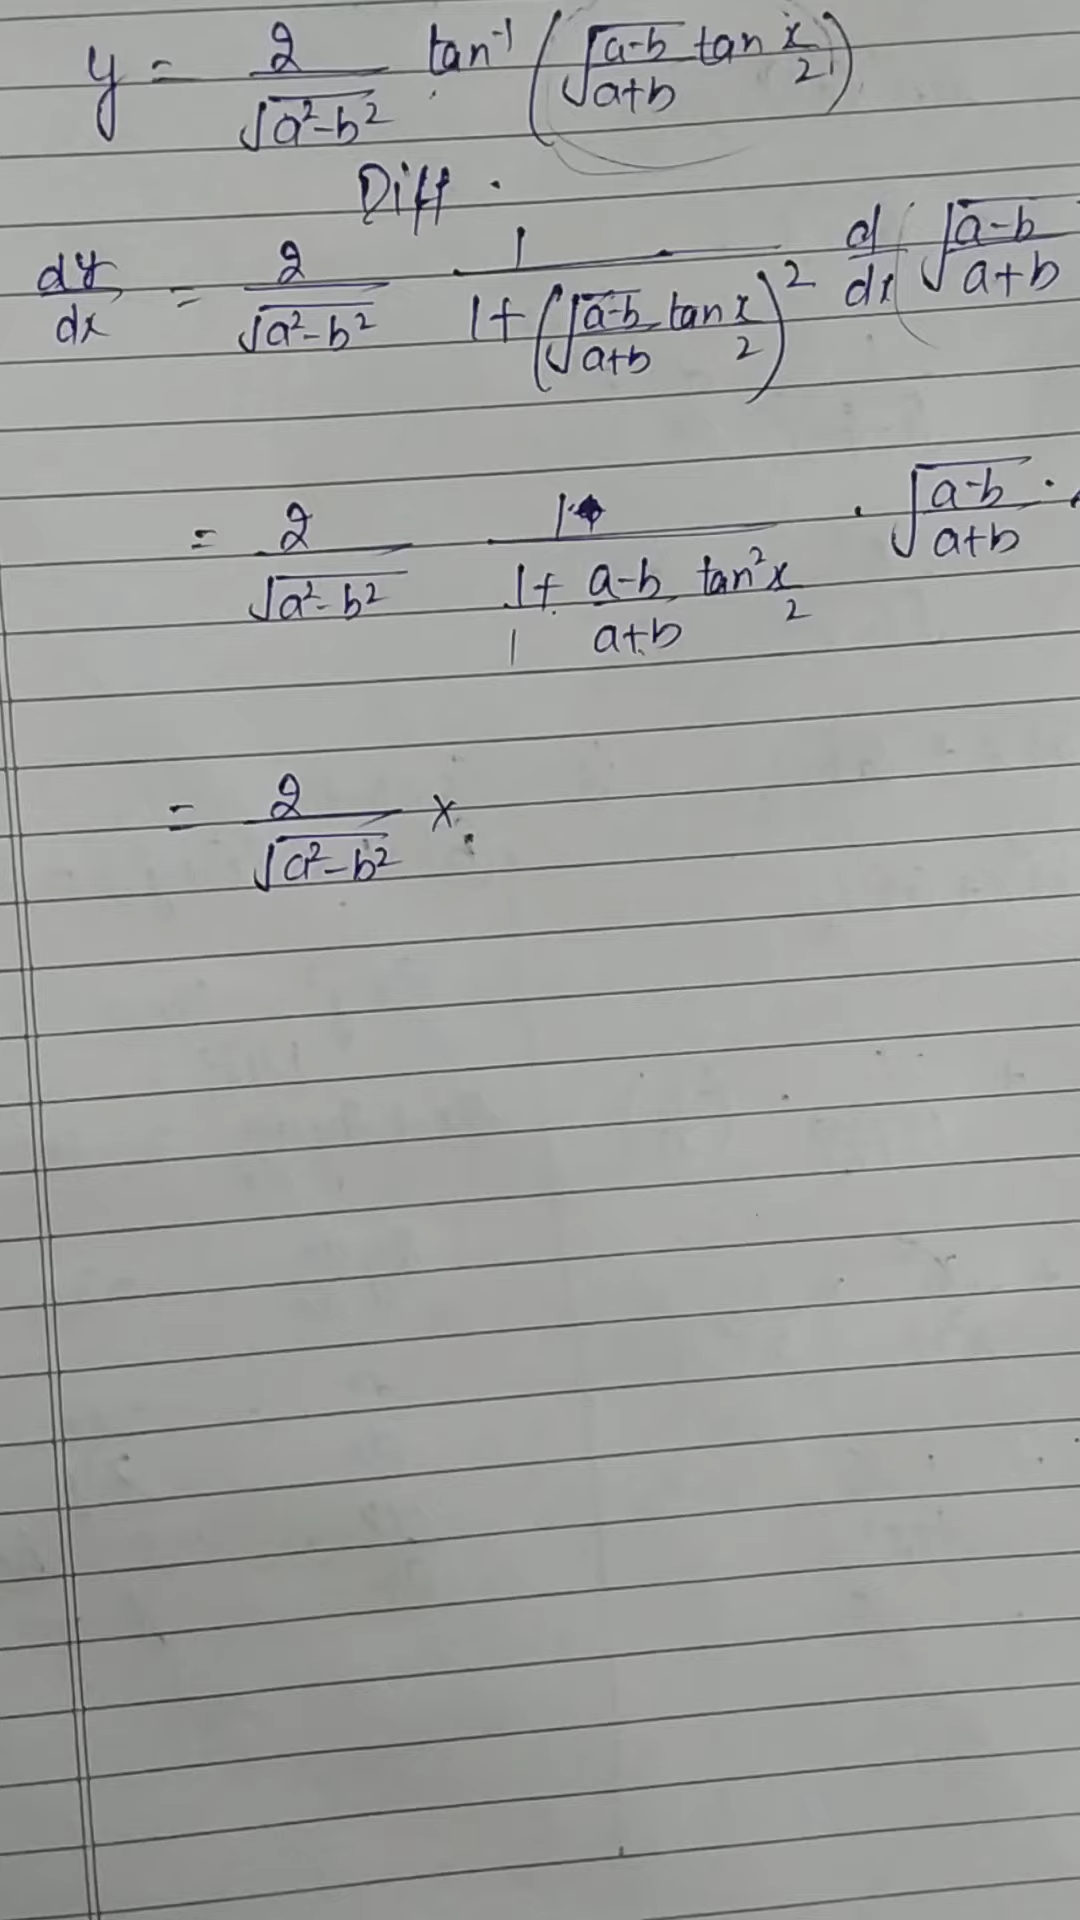 y = 2/√(a²-b²) tan⁻¹ (√((a-b)/(a+b)) tan x/2)
Diff .
dy/dx = 2/√(a²-b²) 1/(1+(√((a-b)/(a+b)) tan x/2)²) d/dx (√((a-b)/(a+b))
= 2/√(a²-b²) 1/(1+ (a-b)/(a+b) tan² x/2) . √((a-b)/(a+b)) .
= 2/√(a²-b²) ×